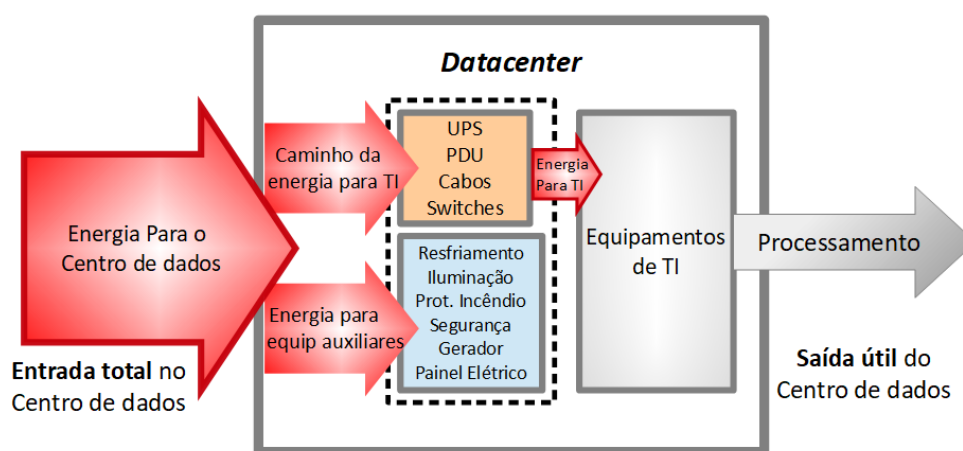 Datacenter
Energia Para o
Centro de dados
Entrada total no
Centro de dados
Caminho da
energia para TI
Energia para
equip auxiliares
UPS
PDU
Cabos
Switches
Resfriamento
Iluminação
Prot. Incêndio
Segurança
Gerador
Painel Elétrico
Energia
Para TI
Equipamentos
de TI
Processamento
Saída útil do
Centro de dados